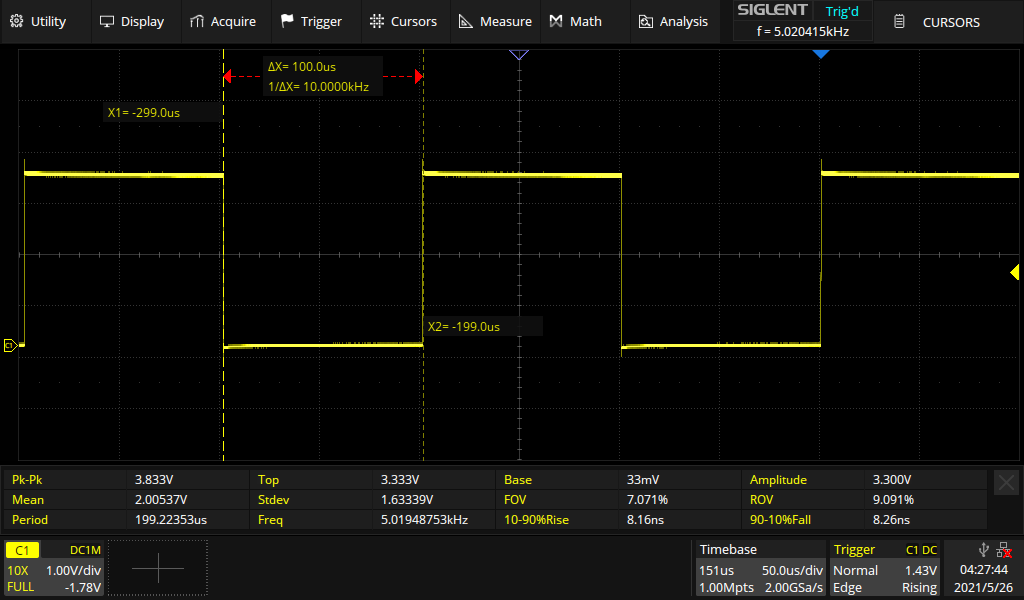 Utility Display Acquire Trigger Cursors Measure Math Analysis
SIGLENT Trig'd
f = 5.020415kHz
CURSORS
ΔX= 100.0us
1/ΔX= 10.0000kHz
X1= -299.0us
X2= -199.0us
C1
Pk-Pk 3.833V Top 3.333V Base 33mV Amplitude 3.300V
Mean 2.00537V Stdev 1.63339V FOV 7.071% ROV 9.091%
Period 199.22353us Freq 5.01948753kHz 10-90%Rise 8.16ns 90-10%Fall 8.26ns
C1 DC1M
10X 1.00V/div
FULL -1.78V
Timebase
151us 50.0us/div
1.00Mpts 2.00GSa/s
Trigger C1 DC
Normal 1.43V
Edge Rising
04:27:44
2021/5/26